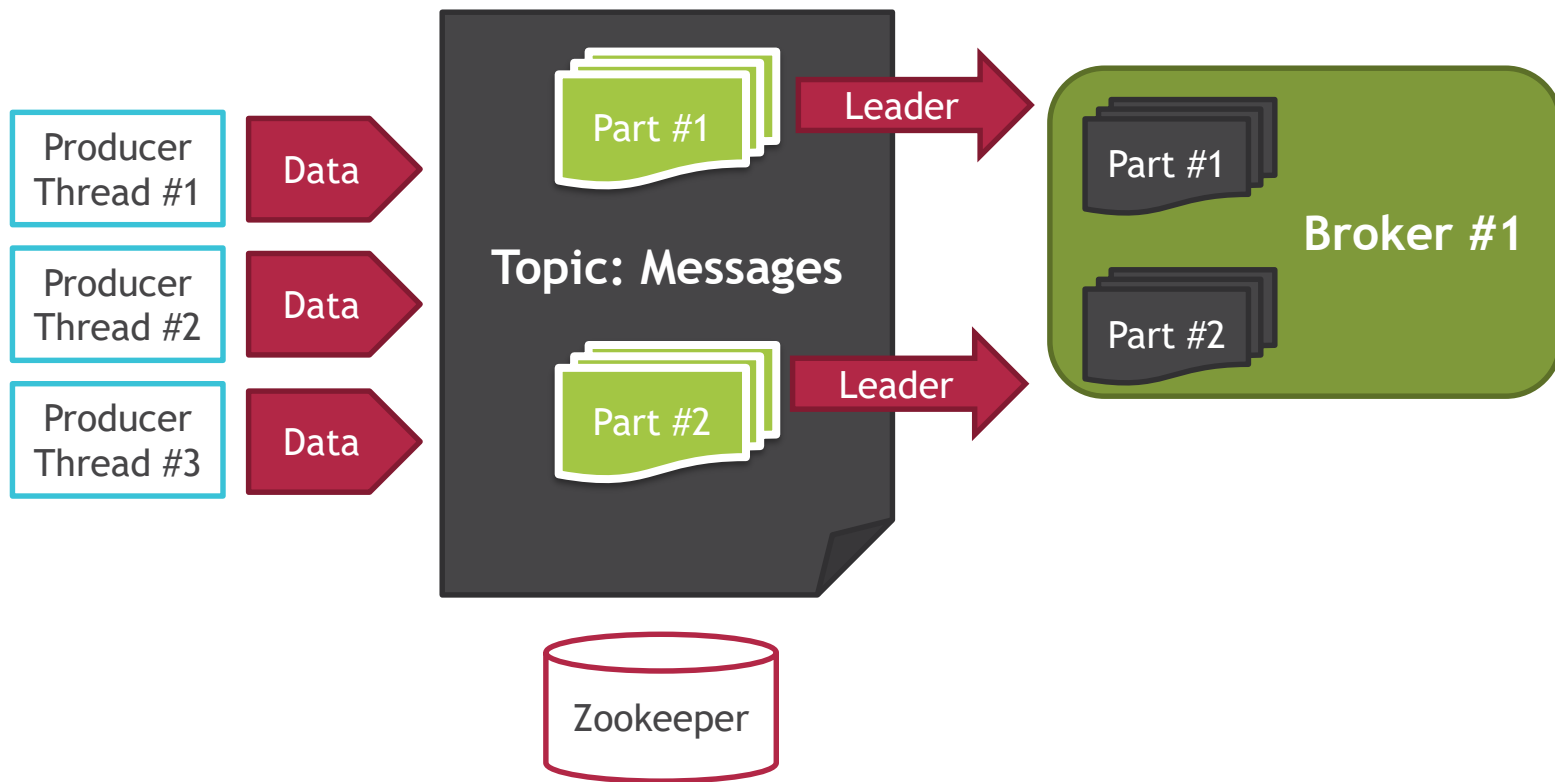 Producer
Thread #1
Data
Producer
Thread #2
Data
Producer
Thread #3
Data
Part #1
Topic: Messages
Part #2
Leader
Leader
Part #1
Broker #1
Part #2
Zookeeper